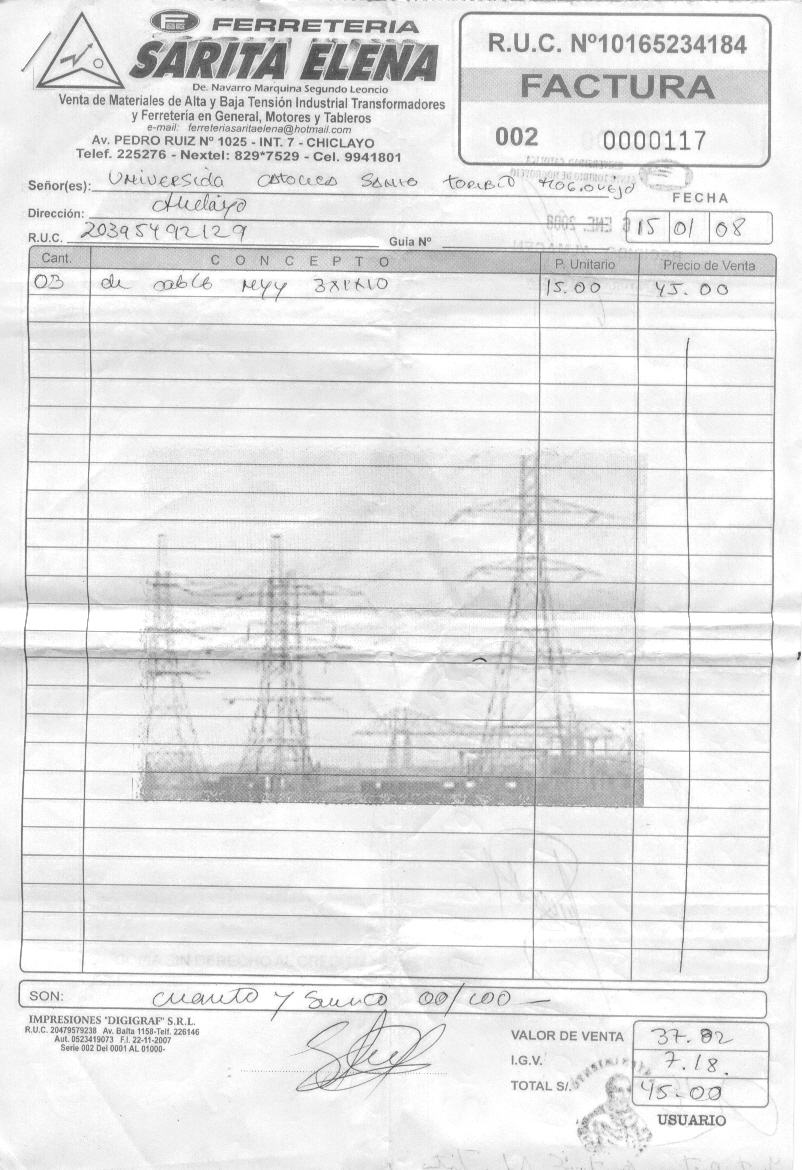 FERRETERIA
SARITA ELENA
De. Navarro Marquina Segundo Leoncio
Venta de Materiales de Alta y Baja Tensión Industrial Transformadores
y Ferretería en General, Motores y Tableros
e-mail: ferreteriasaritaelena@hotmail.com
Av. PEDRO RUIZ Nº 1025 - INT. 7 - CHICLAYO
Telef. 225276 - Nextel: 829*7529 - Cel. 9941801
R.U.C. Nº10165234184
FACTURA
002 0000117
Señor(es): Universida Catolica Santo Toribio Mogrovejo
Dirección: Chiclayo
R.U.C. 20395492129 Guia Nº
FECHA
15 01 08
Cant. CONCEPTO P. Unitario Precio de Venta
03 de cable NYY 3x1x10 15.00 45.00
SON: 00/100
IMPRESIONES "DIGIGRAF" S.R.L.
R.U.C. 20479579238 Av. Balta 1158-Telf. 226146
Aut. 0523419073 F.I. 22-11-2007
Serie 002 Del 0001 AL 01000-
VALOR DE VENTA 37.82
I.G.V. 7.18.
TOTAL S/. 45.00
USUARIO